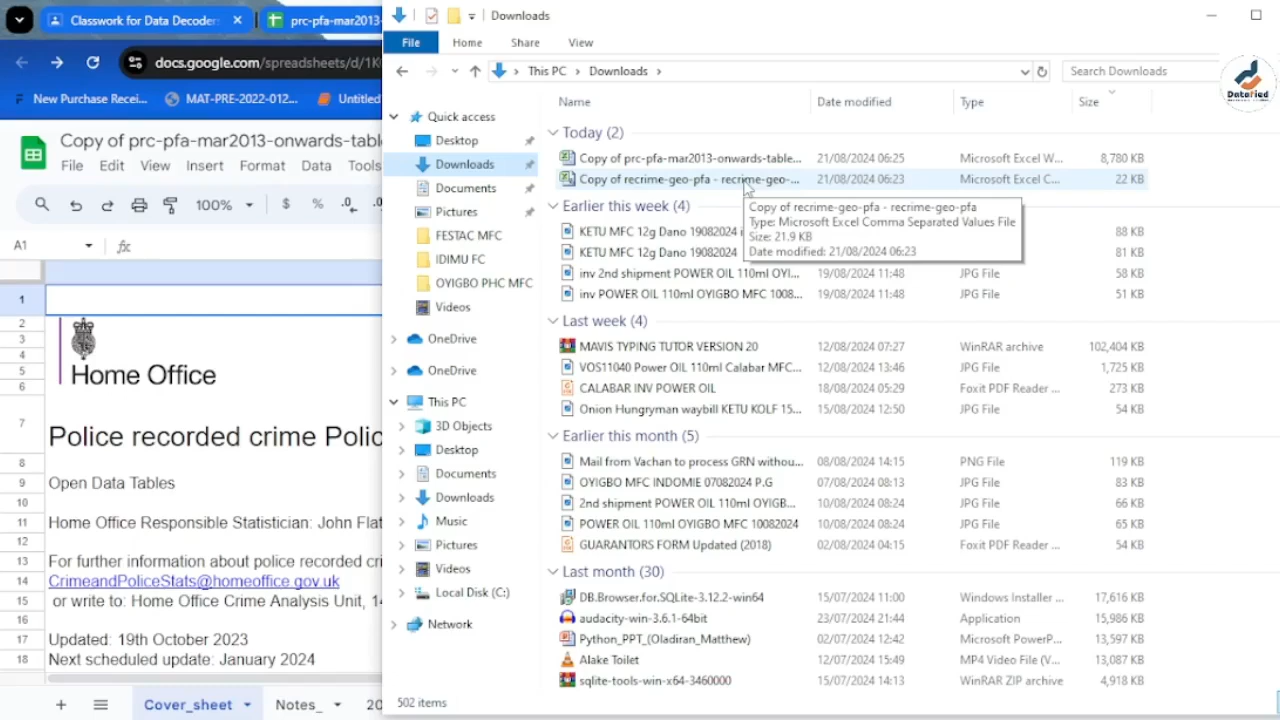 Classwork for Data Decoder
prc-pfa-mar2013-
docs.google.com/spreadsheets/d/1K
New Purchase Recei...
MAT-PRE-2022-012...
Untitled
Copy of prc-pfa-mar2013-onwards-table
File Edit View Insert Format Data Tools
100% $ % .0
A1 fx
1
2
3
4
5
6
7
8
9
10
11
12
13
14
15
16
17
18
Home Office
Police recorded crime Polic
Open Data Tables
Home Office Responsible Statistician: John Flat
For further information about police recorded cri
CrimeandPoliceStats@homeoffice.gov.uk
or write to: Home Office Crime Analysis Unit, 1
Updated: 19th October 2023
Next scheduled update: January 2024
+ Cover_sheet Notes_ 20
Downloads
File Home Share View
This PC Downloads
Search Downloads
DataFied
Quick access
Desktop
Downloads
Documents
Pictures
FESTAC MFC
IDIMU FC
OYIGBO PHC MFC
Videos
OneDrive
OneDrive
This PC
3D Objects
Desktop
Documents
Downloads
Music
Pictures
Videos
Local Disk (C:)
Network
Name Date modified Type Size
Today (2)
Copy of prc-pfa-mar2013-onwards-table... 21/08/2024 06:25 Microsoft Excel W... 8,780 KB
Copy of recrime-geo-pfa - recrime-geo-... 21/08/2024 06:23 Microsoft Excel C... 22 KB
Copy of recrime-geo-pfa - recrime-geo-pfa
Type: Microsoft Excel Comma Separated Values File
Size: 21.9 KB
Date modified: 21/08/2024 06:23
Earlier this week (4)
KETU MFC 12g Dano 19082024 88 KB
KETU MFC 12g Dano 19082024 81 KB
inv 2nd shipment POWER OIL 110ml OYI... 19/08/2024 11:48 JPG File 58 KB
inv POWER OIL 110ml OYIGBO MFC 1008... 19/08/2024 11:48 JPG File 51 KB
Last week (4)
MAVIS TYPING TUTOR VERSION 20 12/08/2024 07:27 WinRAR archive 102,404 KB
VOS11040 Power OIL 110ml Calabar MFC... 12/08/2024 13:46 JPG File 1,725 KB
CALABAR INV POWER OIL 18/08/2024 05:29 Foxit PDF Reader ... 273 KB
Onion Hungryman waybill KETU KOLF 15... 15/08/2024 12:50 JPG File 54 KB
Earlier this month (5)
Mail from Vachan to process GRN withou... 08/08/2024 14:15 PNG File 119 KB
OYIGBO MFC INDOMIE 07082024 P.G 07/08/2024 08:13 JPG File 83 KB
2nd shipment POWER OIL 110ml OYIGB... 10/08/2024 08:24 JPG File 66 KB
POWER OIL 110ml OYIGBO MFC 10082024 10/08/2024 08:24 JPG File 65 KB
GUARANTORS FORM Updated (2018) 02/08/2024 04:15 Foxit PDF Reader ... 54 KB
Last month (30)
DB.Browser.for.SQLite-3.12.2-win64 15/07/2024 11:00 Windows Installer ... 17,616 KB
audacity-win-3.6.1-64bit 23/07/2024 21:44 Application 15,986 KB
Python_PPT_(Oladiran_Matthew) 02/07/2024 12:42 Microsoft PowerP... 13,597 KB
Alake Toilet 12/07/2024 15:49 MP4 Video File (V... 13,087 KB
sqlite-tools-win-x64-3460000 15/07/2024 14:13 WinRAR ZIP archive 4,918 KB
502 items